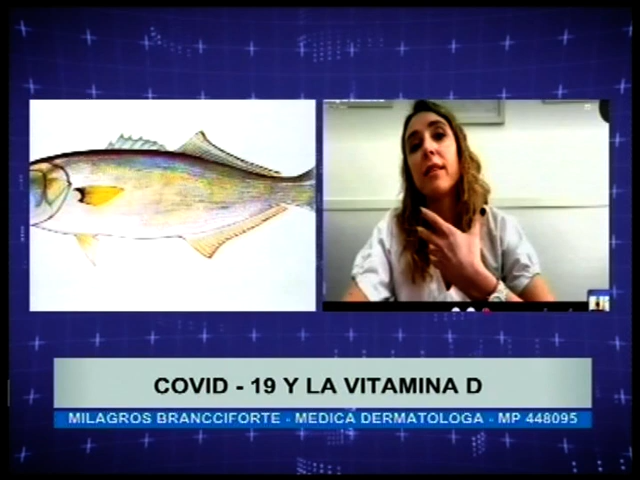 COVID - 19 Y LA VITAMINA D
MILAGROS BRANCCIFORTE - MEDICA DERMATOLOGA - MP 448095